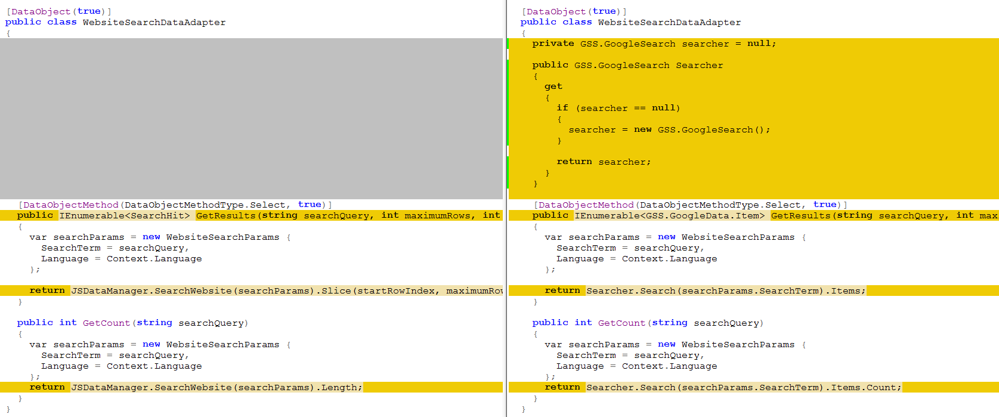 [DataObject(true)]
public class WebsiteSearchDataAdapter
{
[DataObjectMethod(DataObjectMethodType.Select, true)]
public IEnumerable<SearchHit> GetResults(string searchQuery, int maximumRows, int
{
var searchParams = new WebsiteSearchParams {
SearchTerm = searchQuery,
Language = Context.Language
};
return JSDataManager.SearchWebsite(searchParams).Slice(startRowIndex, maximumRow
}
public int GetCount(string searchQuery)
{
var searchParams = new WebsiteSearchParams {
SearchTerm = searchQuery,
Language = Context.Language
};
return JSDataManager.SearchWebsite(searchParams).Length;
}
}
[DataObject(true)]
public class WebsiteSearchDataAdapter
{
private GSS.GoogleSearch searcher = null;
public GSS.GoogleSearch Searcher
{
get
{
if (searcher == null)
{
searcher = new GSS.GoogleSearch();
}
return searcher;
}
}
[DataObjectMethod(DataObjectMethodType.Select, true)]
public IEnumerable<GSS.GoogleData.Item> GetResults(string searchQuery, int max
{
var searchParams = new WebsiteSearchParams {
SearchTerm = searchQuery,
Language = Context.Language
};
return Searcher.Search(searchParams.SearchTerm).Items;
}
public int GetCount(string searchQuery)
{
var searchParams = new WebsiteSearchParams {
SearchTerm = searchQuery,
Language = Context.Language
};
return Searcher.Search(searchParams.SearchTerm).Items.Count;
}
}